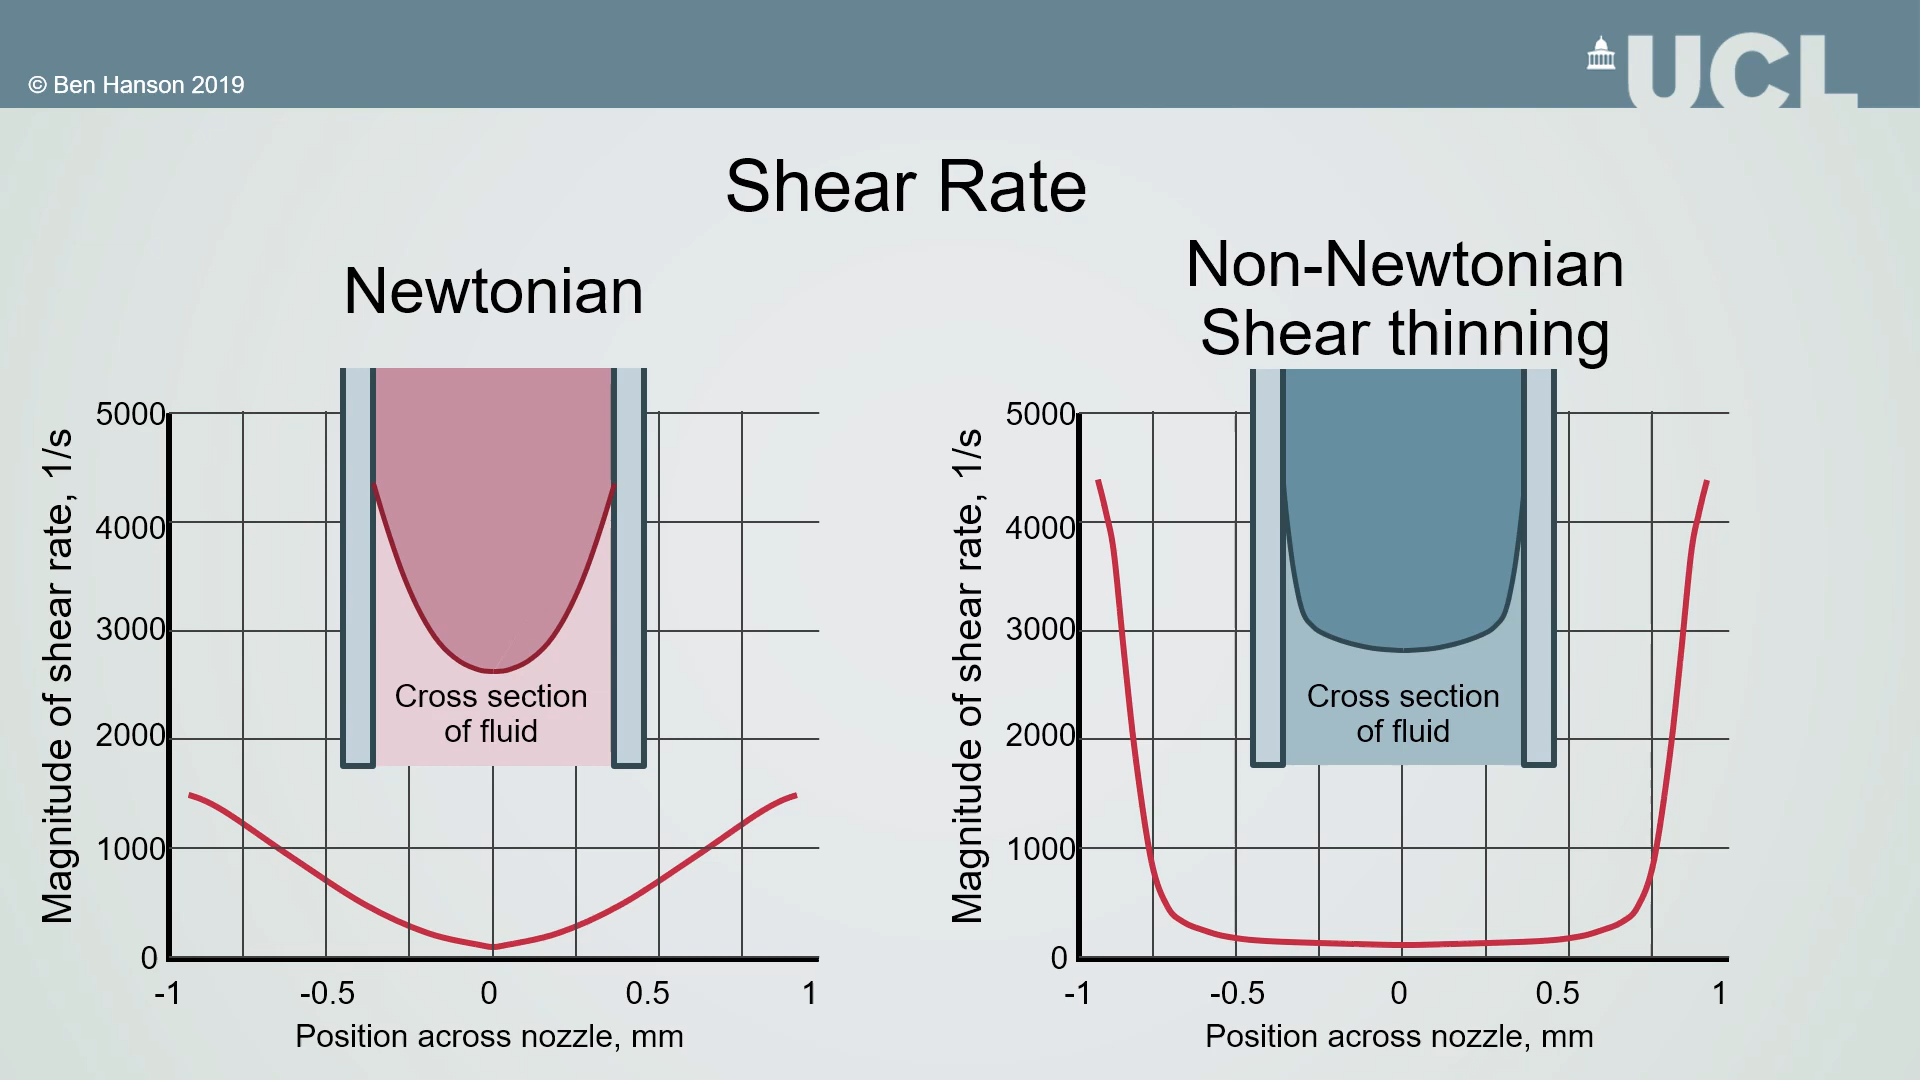 © Ben Hanson 2019
UCL
Shear Rate
Newtonian
Magnitude of shear rate, 1/s
5000
4000
3000
2000
1000
0
Cross section
of fluid
-1
-0.5
0
0.5
1
Position across nozzle, mm
Non-Newtonian
Shear thinning
Magnitude of shear rate, 1/s
5000
4000
3000
2000
1000
0
Cross section
of fluid
-1
-0.5
0
0.5
1
Position across nozzle, mm